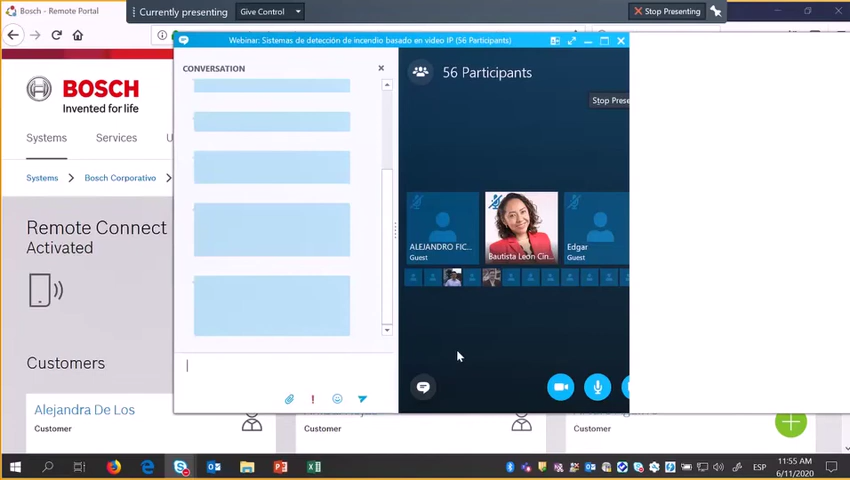 Bosch - Remote Portal
Currently presenting
Give Control
Stop Presenting
Webinar: Sistemas de detección de incendio basado en video IP (56 Participants)
CONVERSATION
56 Participants
Stop Prese
BOSCH
Invented for life
Systems
Services
U
Systems
Bosch Corporativo
Remote Connect
Activated
ALEJANDRO FIC...
Guest
Bautista Leon Cin...
Edgar
Guest
Customers
Alejandra De Los
Customer
Customer
Customer
ESP
11:55 AM
6/11/2020